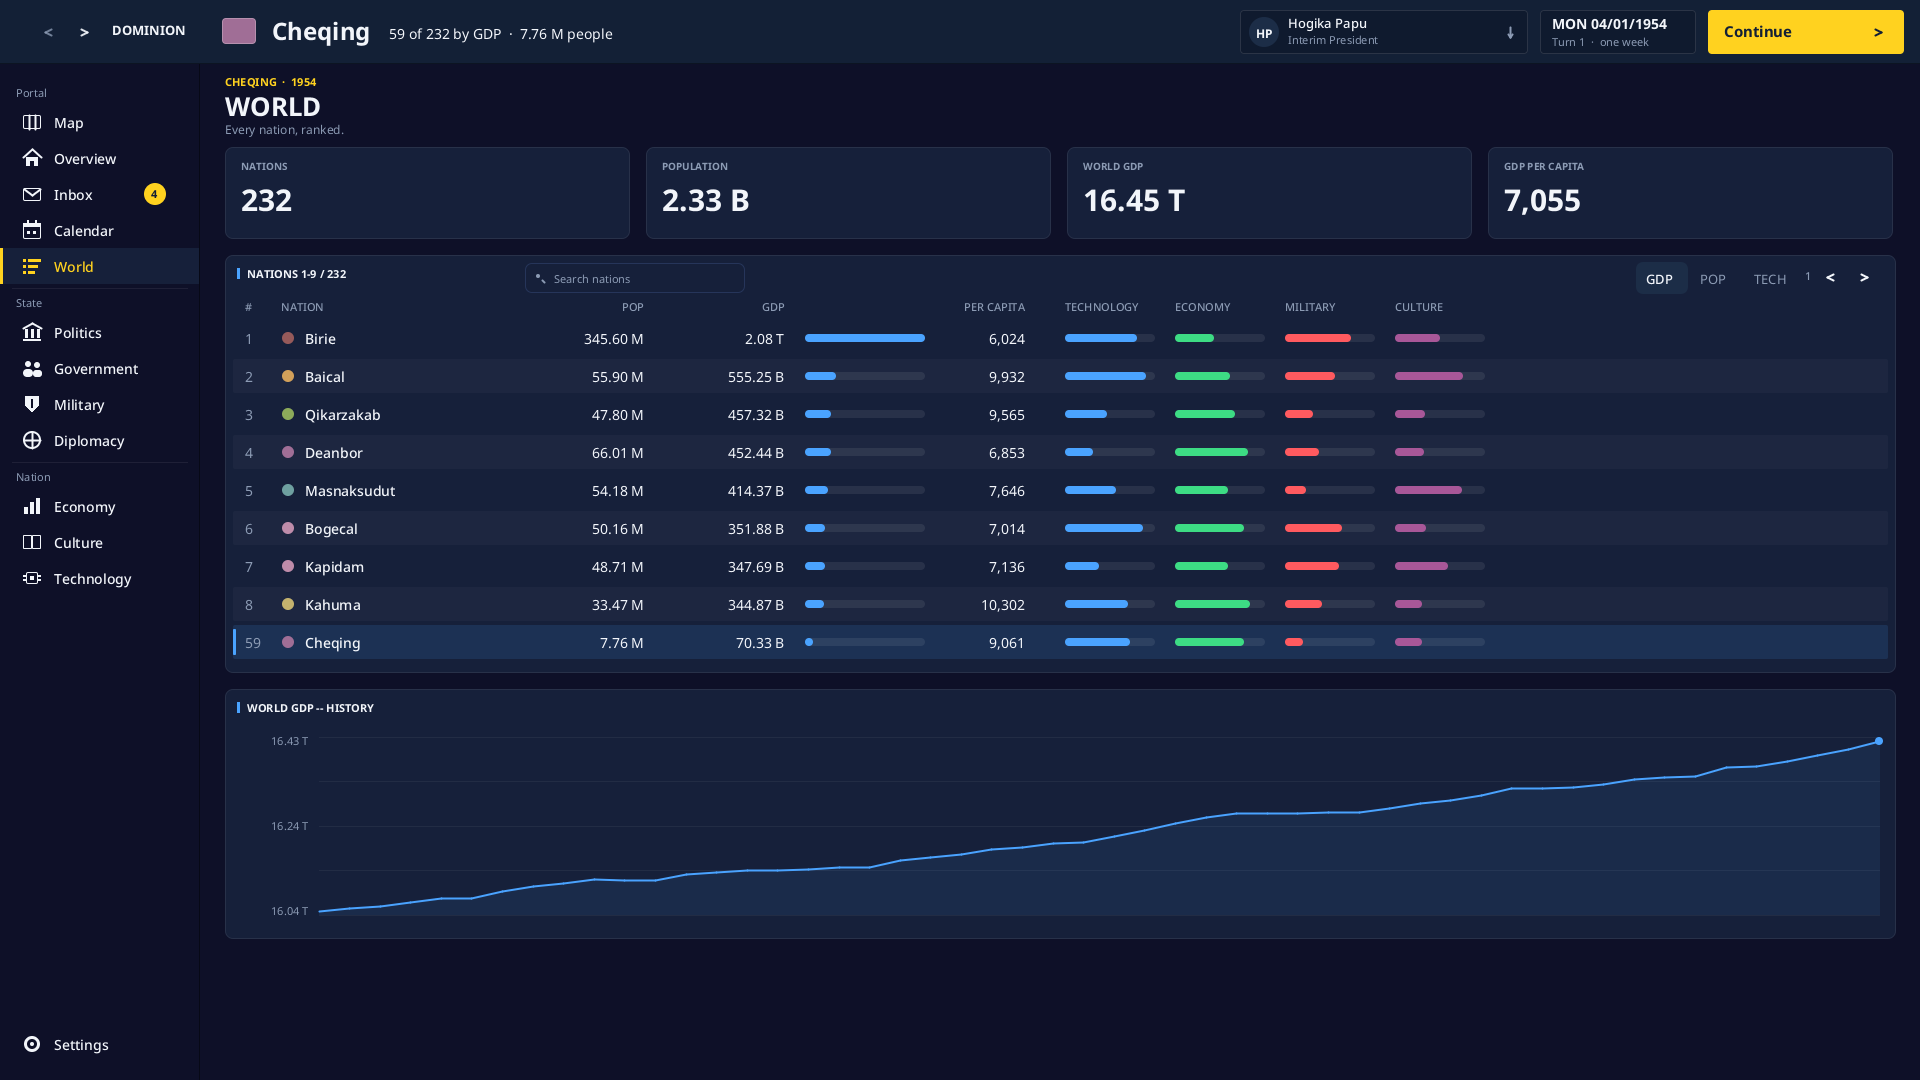 < > DOMINION
Cheqing 59 of 232 by GDP · 7.76 M people
HP Hogika Papu
Interim President
MON 04/01/1954
Turn 1 · one week
Continue >
Portal
Map
Overview
Inbox 4
Calendar
World
State
Politics
Government
Military
Diplomacy
Nation
Economy
Culture
Technology
Settings
CHEQING · 1954
WORLD
Every nation, ranked.
NATIONS
232
POPULATION
2.33 B
WORLD GDP
16.45 T
GDP PER CAPITA
7,055
NATIONS 1-9 / 232 Search nations GDP POP TECH 1 < >
# NATION POP GDP PER CAPITA TECHNOLOGY ECONOMY MILITARY CULTURE
1 Birie 345.60 M 2.08 T 6,024
2 Baical 55.90 M 555.25 B 9,932
3 Qikarzakab 47.80 M 457.32 B 9,565
4 Deanbor 66.01 M 452.44 B 6,853
5 Masnaksudut 54.18 M 414.37 B 7,646
6 Bogecal 50.16 M 351.88 B 7,014
7 Kapidam 48.71 M 347.69 B 7,136
8 Kahuma 33.47 M 344.87 B 10,302
59 Cheqing 7.76 M 70.33 B 9,061
WORLD GDP -- HISTORY
16.43 T
16.24 T
16.04 T